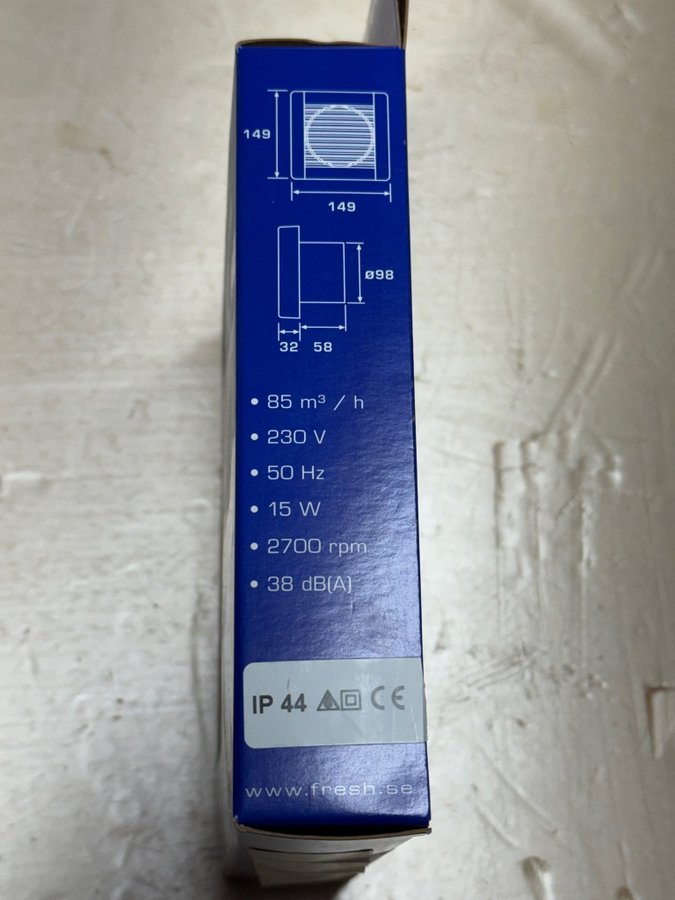 149
149
ø98
32 58
• 85 m³ / h
• 230 V
• 50 Hz
• 15 W
• 2700 rpm
• 38 dB(A)
IP 44 CE
www.fresh.se